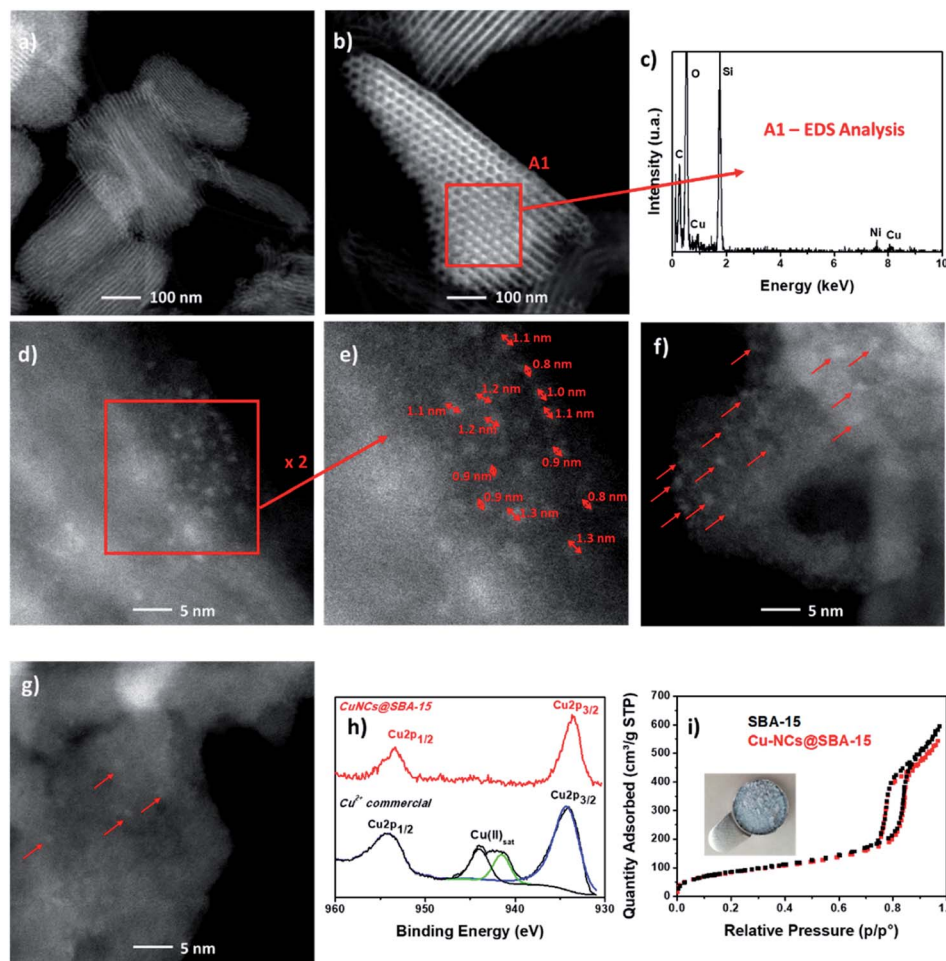 a)
100 nm
b)
A1
100 nm
c)
Intensity (u.a.)
C
O
Si
Cu
Ni
Cu
A1 – EDS Analysis
0
2
4
6
8
10
Energy (keV)
d)
x 2
5 nm
e)
1.1 nm
0.8 nm
1.2 nm
1.0 nm
1.1 nm
1.1 nm
1.2 nm
0.9 nm
0.9 nm
0.9 nm
0.8 nm
1.3 nm
1.3 nm
f)
5 nm
g)
5 nm
h)
CuNCs@SBA-15
Cu2p3/2
Cu2p1/2
Cu2+ commercial
Cu2p3/2
Cu2p1/2
Cu(II)sat
960
950
940
930
Binding Energy (eV)
i)
Quantity Adsorbed (cm³/g STP)
700
600
500
400
300
200
100
0
SBA-15
Cu-NCs@SBA-15
0.0
0.2
0.4
0.6
0.8
1.0
Relative Pressure (p/p°)